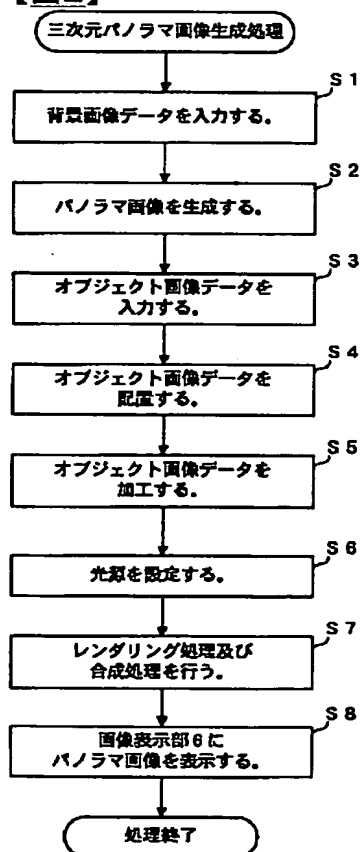 三次元パノラマ画像生成処理
S1
背景画像データを入力する。
S2
パノラマ画像を生成する。
S3
オブジェクト画像データを
入力する。
S4
オブジェクト画像データを
配置する。
S5
オブジェクト画像データを
加工する。
S6
光源を設定する。
S7
レンダリング処理及び
合成処理を行う。
S8
画像表示部6に
パノラマ画像を表示する。
処理終了